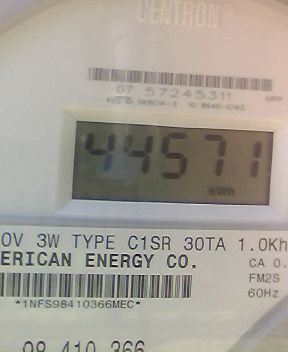 CENTRON®
07 57245311
44571
kWh
0V 3W TYPE C1SR 30TA 1.0Kh
ERICAN ENERGY CO.
CA 0.
FM2S
*1NFS98410366MEC*
60Hz
98 410 366